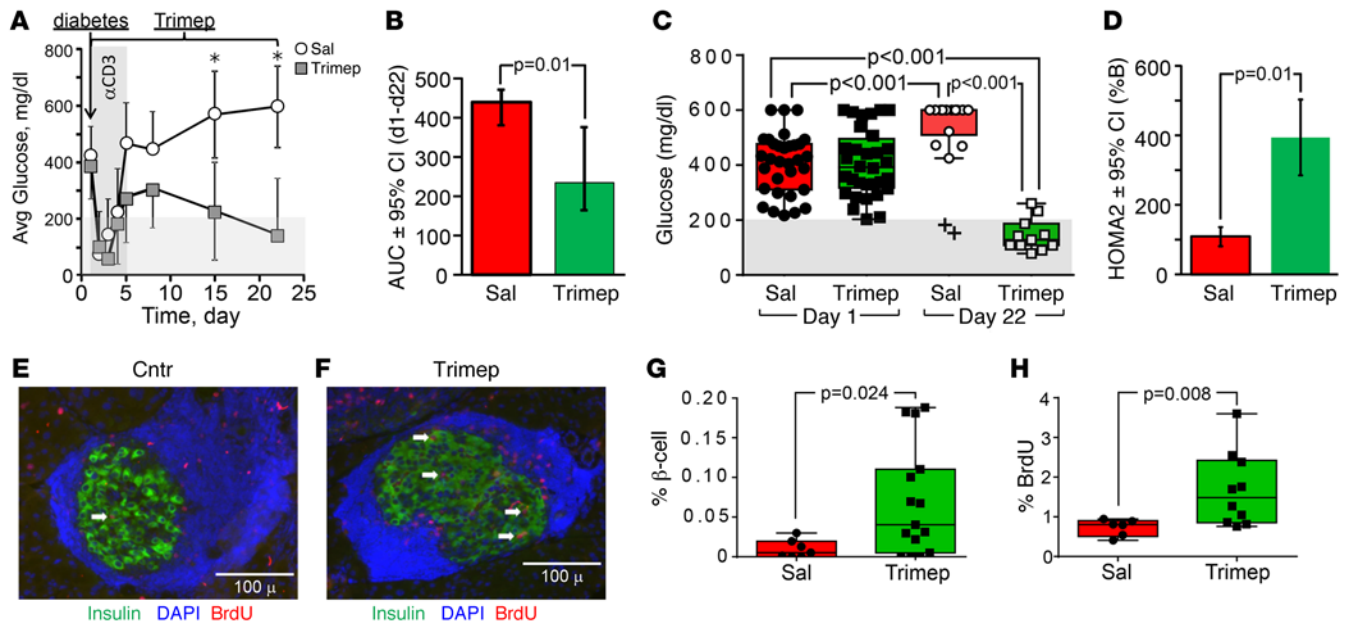 A
diabetes Trimep
αCD3
Sal
Trimep
* *
Avg Glucose, mg/dl
800
600
400
200
0
0 5 10 15 20 25
Time, day
B
p=0.01
AUC ± 95% CI (d1-d22)
500
400
300
200
100
0
Sal Trimep
C
p<0.001
p<0.001 p<0.001
Glucose (mg/dl)
800
600
400
200
0
Sal Trimep Sal Trimep
Day 1 Day 22
D
p=0.01
HOMA2 ± 95% CI (%B)
600
400
200
0
Sal Trimep
E
Cntr
100 μ
Insulin DAPI BrdU
F
Trimep
100 μ
Insulin DAPI BrdU
G
p=0.024
% β-cell
0.20
0.15
0.10
0.05
0
Sal Trimep
H
p=0.008
% BrdU
4
3
2
1
0
Sal Trimep